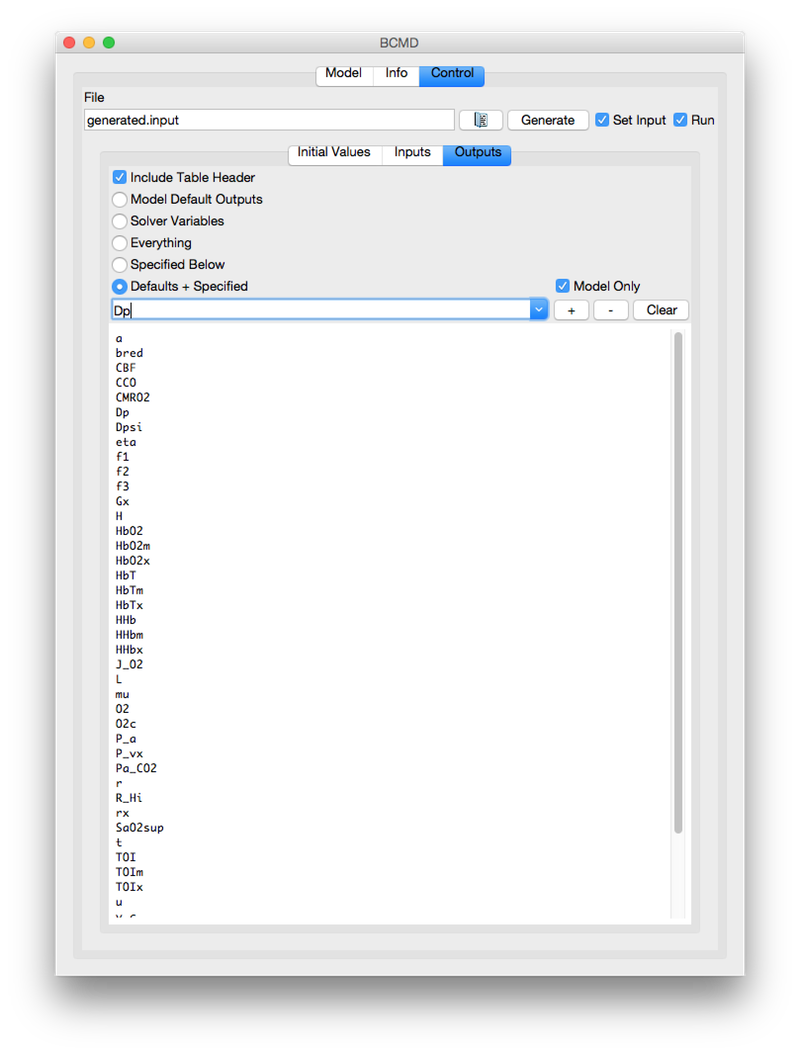 BCMD
Model Info Control
File
generated.input Generate Set Input Run
Initial Values Inputs Outputs
Include Table Header
Model Default Outputs
Solver Variables
Everything
Specified Below
Defaults + Specified Model Only
Dp + - Clear
a
bred
CBF
CCO
CMRO2
Dp
Dpsi
eta
f1
f2
f3
Gx
H
HbO2
HbO2m
HbO2x
HbT
HbTm
HbTx
HHb
HHbm
HHbx
J_O2
L
mu
O2
O2c
P_a
P_vx
Pa_CO2
r
R_Hi
rx
SaO2sup
t
TOI
TOIm
TOIx
u